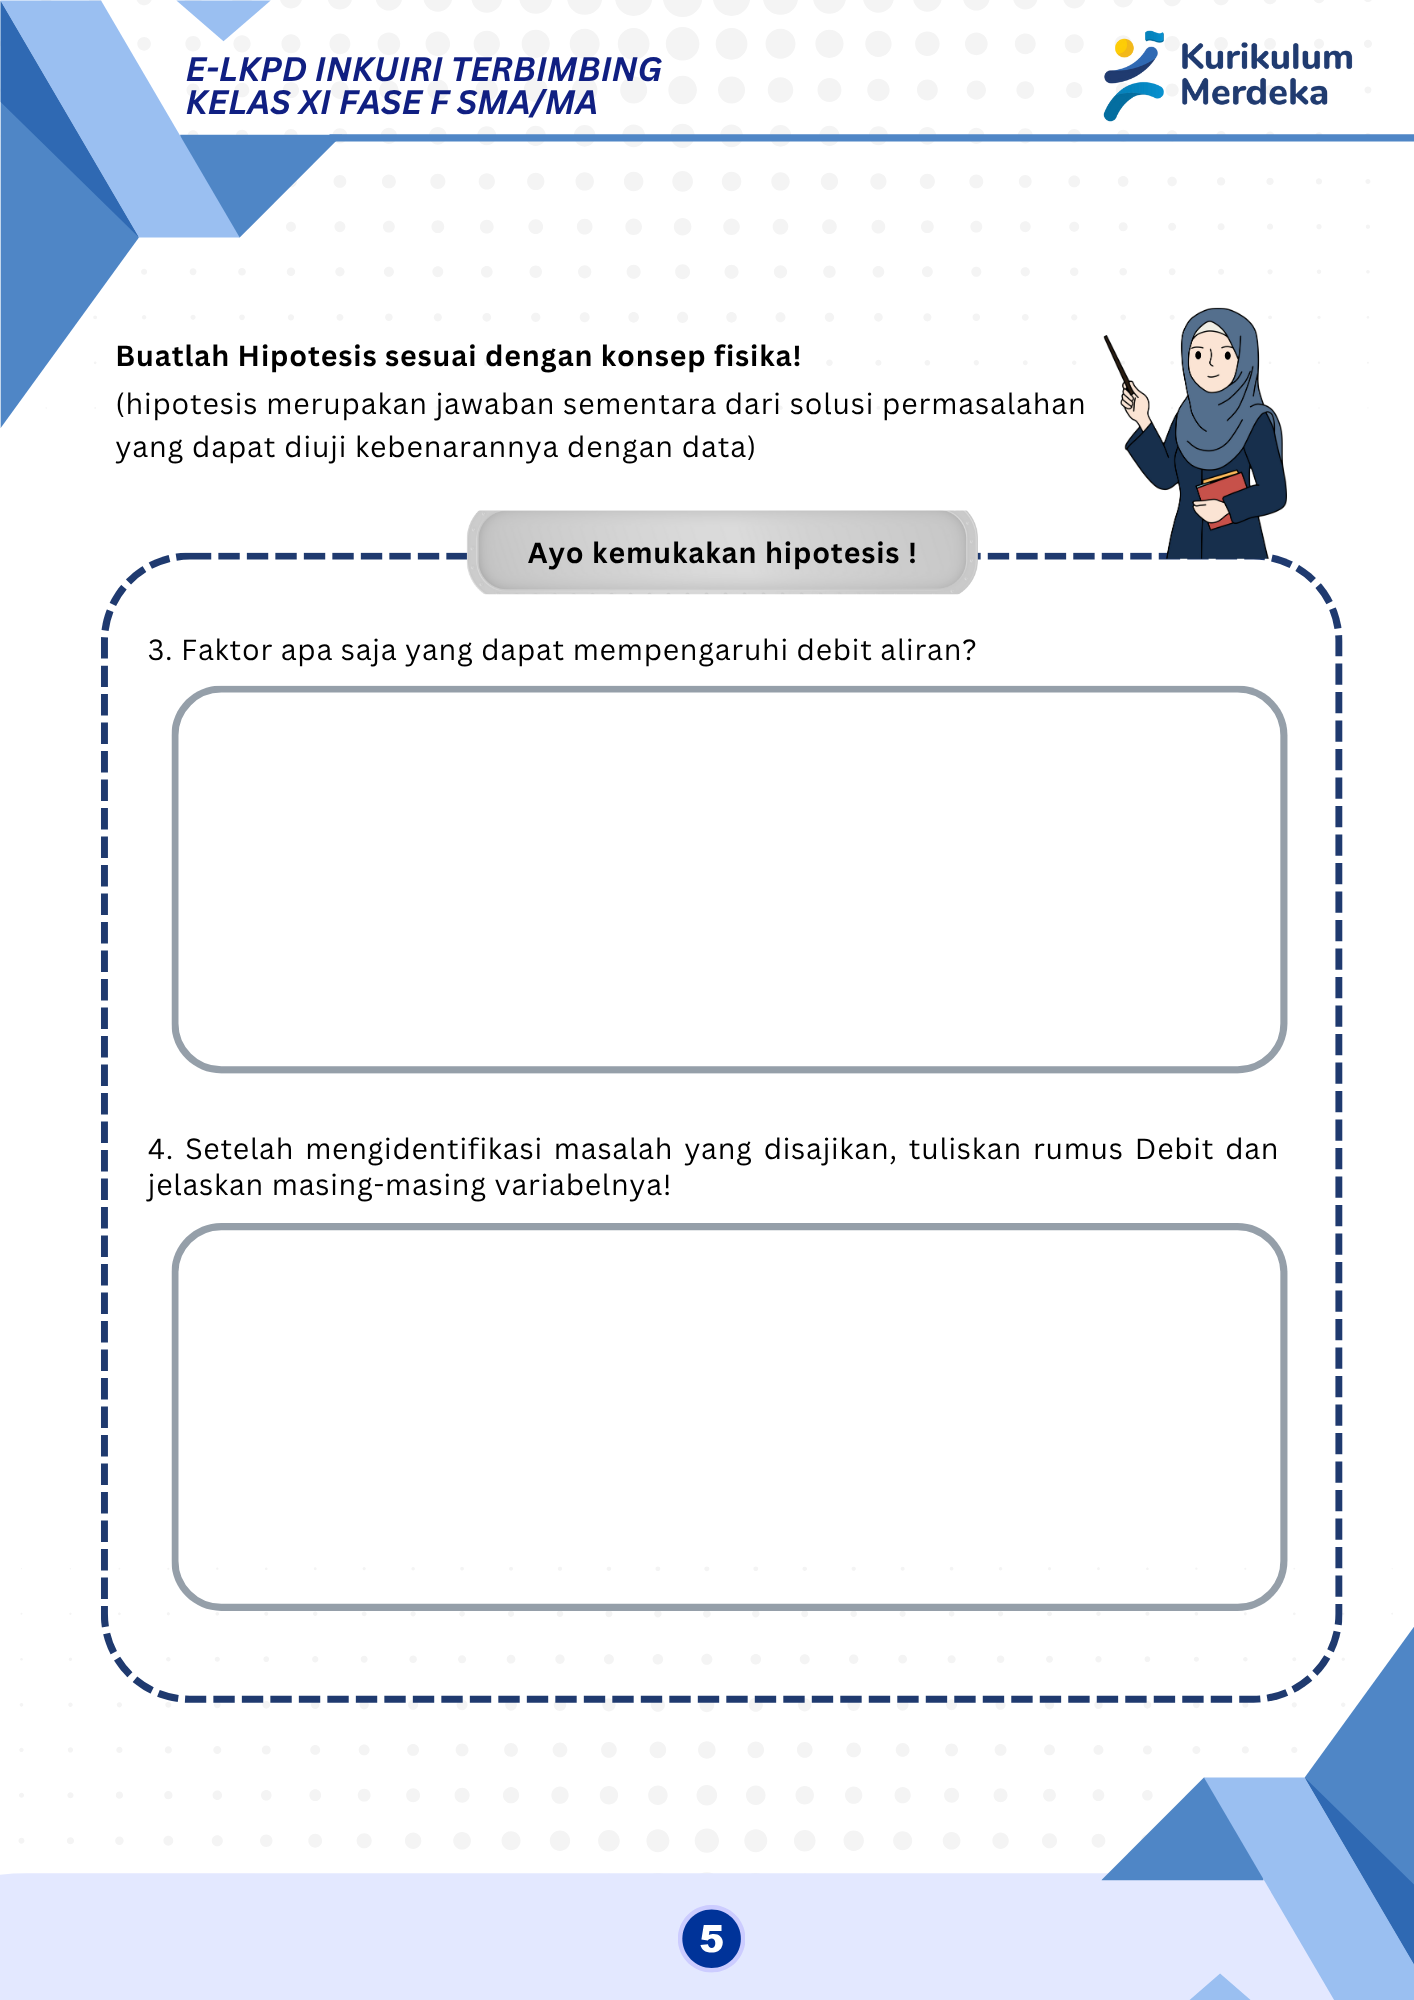 E-LKPD INKUIRI TERBIMBING
KELAS XI FASE F SMA/MA
Kurikulum
Merdeka
Buatlah Hipotesis sesuai dengan konsep fisika!
(hipotesis merupakan jawaban sementara dari solusi permasalahan
yang dapat diuji kebenarannya dengan data)
Ayo kemukakan hipotesis !
3. Faktor apa saja yang dapat mempengaruhi debit aliran?
4. Setelah mengidentifikasi masalah yang disajikan, tuliskan rumus Debit dan
jelaskan masing-masing variabelnya!
5